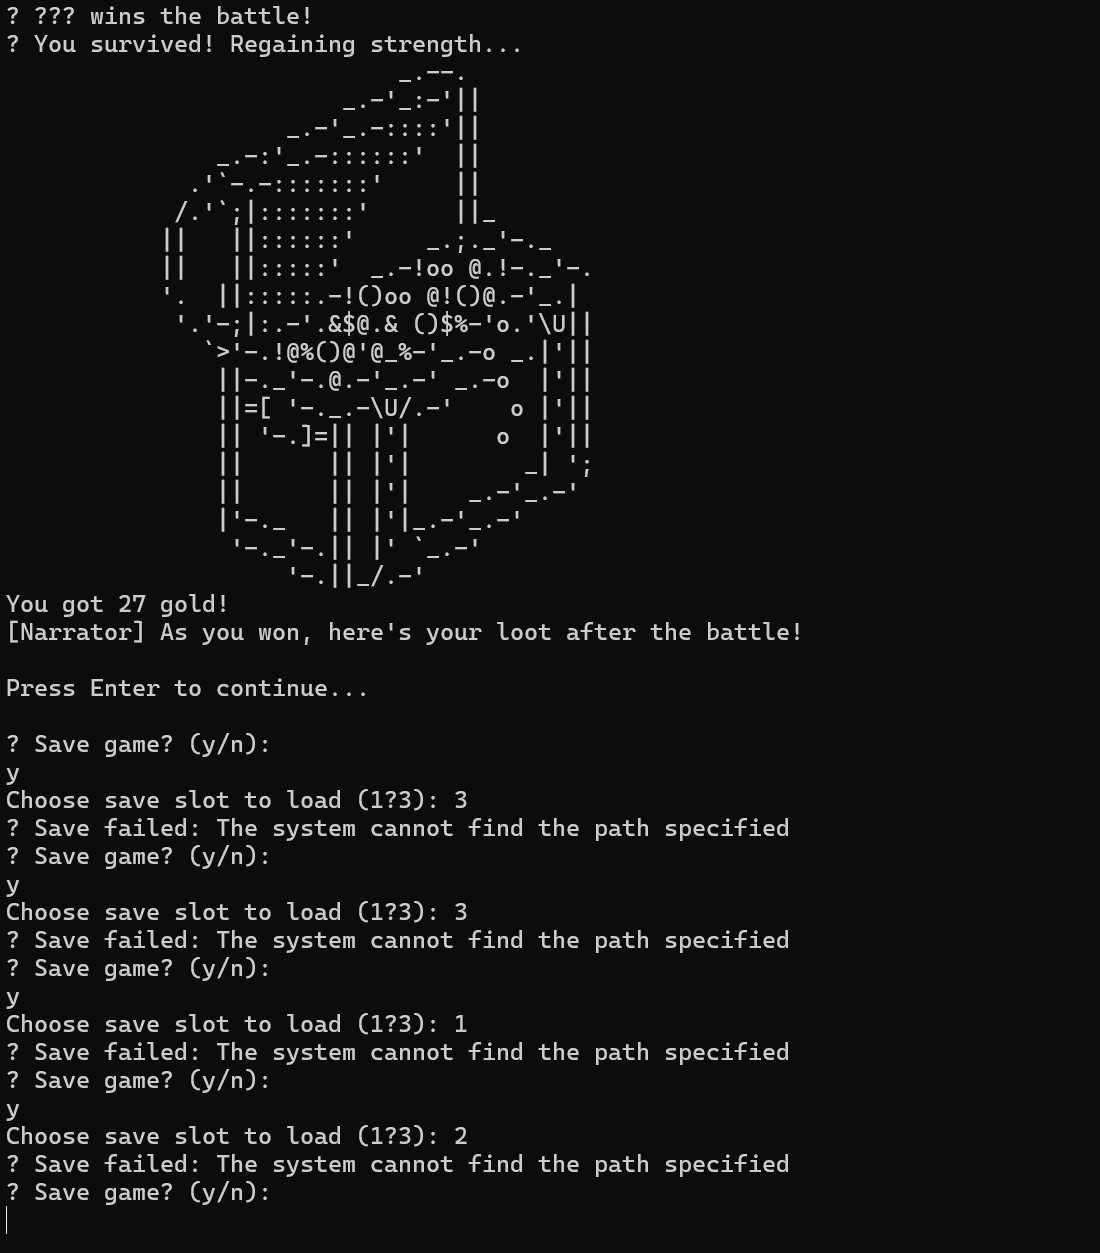 ? ??? wins the battle!
? You survived! Regaining strength...
                            _.--.
                        _.-'_:-'||
                    _.-'_.-::::'||
               _.-:'_.-::::::'  ||
             .'`-.-:::::::'     ||
            /.'`;|:::::::'      ||_
           ||   ||::::::'     _.;._'-._
           ||   ||:::::'  _.-!oo @.!-._'-.
           '.  ||:::::.-!()oo @!()@.-'_.|
            '.'-;|:.-'.&$@.& ()$%-'o.'\U||
              `>'-.!@%()@'@_%-'_.-o _.|'||
               ||-._'-.@.-'_.-' _.-o  |'||
               ||=[ '-._.-\U/.-'    o |'||
               || '-.]=|| |'|      o  |'||
               ||      || |'|        _| ';
               ||      || |'|    _.-'_.-'
               |'-._   || |'|_.-'_.-'
                '-._'-.|| |' `_.-'
                    '-.||_/.-'
You got 27 gold!
[Narrator] As you won, here's your loot after the battle!
Press Enter to continue...
? Save game? (y/n):
y
Choose save slot to load (1?3): 3
? Save failed: The system cannot find the path specified
? Save game? (y/n):
y
Choose save slot to load (1?3): 3
? Save failed: The system cannot find the path specified
? Save game? (y/n):
y
Choose save slot to load (1?3): 1
? Save failed: The system cannot find the path specified
? Save game? (y/n):
y
Choose save slot to load (1?3): 2
? Save failed: The system cannot find the path specified
? Save game? (y/n):